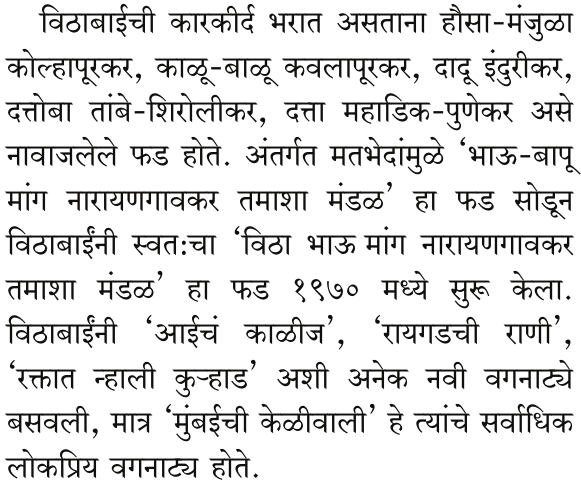 विठाबाईची कारकीर्द भरात असताना हौसा-मंजुळा
कोल्हापूरकर, काळू-बाळू कवलापूरकर, दादू इंदुरीकर,
दत्तोबा तांबे-शिरोलीकर, दत्ता महाडिक-पुणेकर असे
नावाजलेले फड होते. अंतर्गत मतभेदांमुळे ‘भाऊ-बापू
मांग नारायणगावकर तमाशा मंडळ’ हा फड सोडून
विठाबाईंनी स्वतःचा ‘विठा भाऊ मांग नारायणगावकर
तमाशा मंडळ’ हा फड १९७० मध्ये सुरू केला.
विठाबाईंनी ‘आईचं काळीज’, ‘रायगडची राणी’,
‘रक्तात न्हाली कुऱ्हाड’ अशी अनेक नवी वगनाट्ये
बसवली, मात्र ‘मुंबईची केळीवाली’ हे त्यांचे सर्वाधिक
लोकप्रिय वगनाट्य होते.